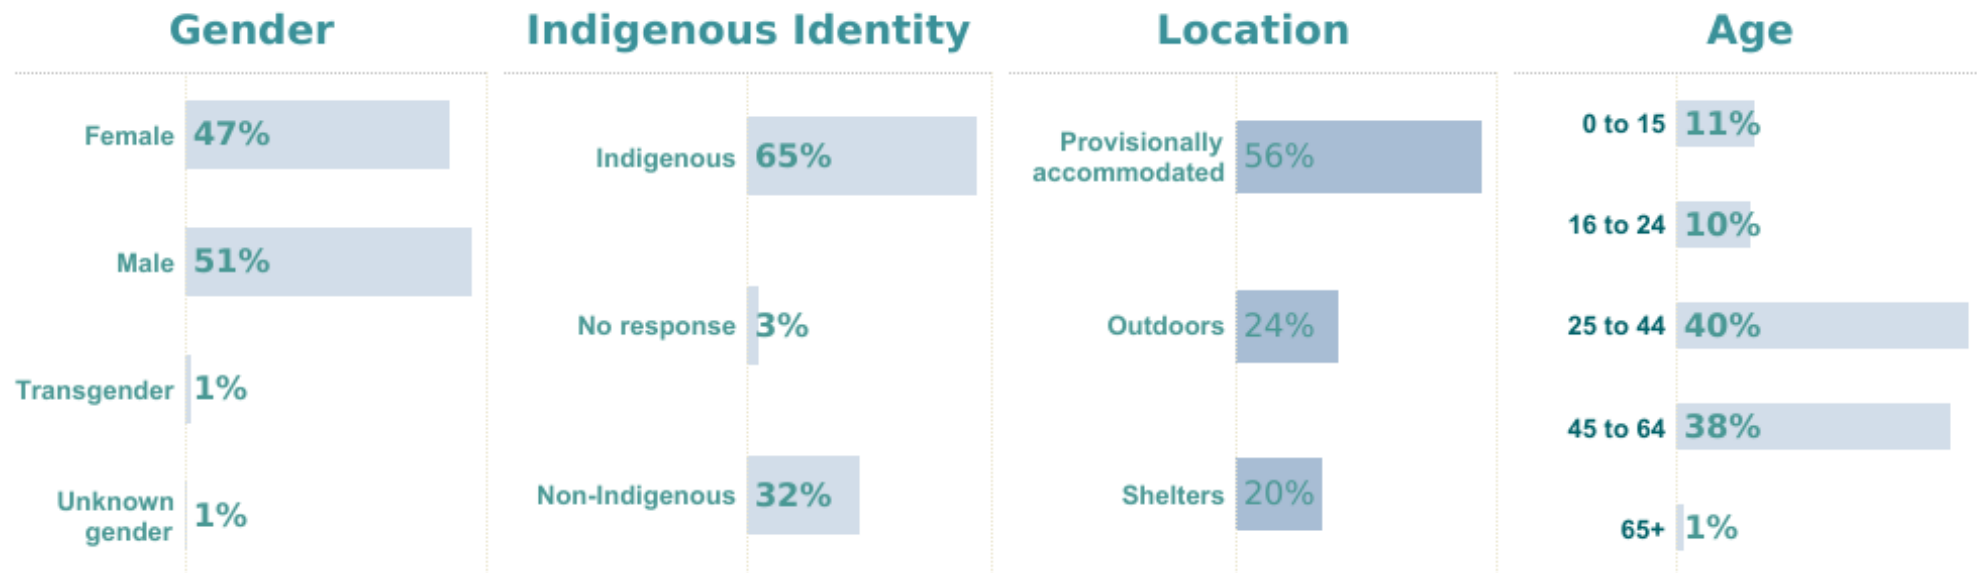 Gender
Female 47%
Male 51%
Transgender 1%
Unknown
gender 1%
Indigenous Identity
Indigenous 65%
No response 3%
Non-Indigenous 32%
Location
Provisionally
accommodated 56%
Outdoors 24%
Shelters 20%
Age
0 to 15 11%
16 to 24 10%
25 to 44 40%
45 to 64 38%
65+ 1%